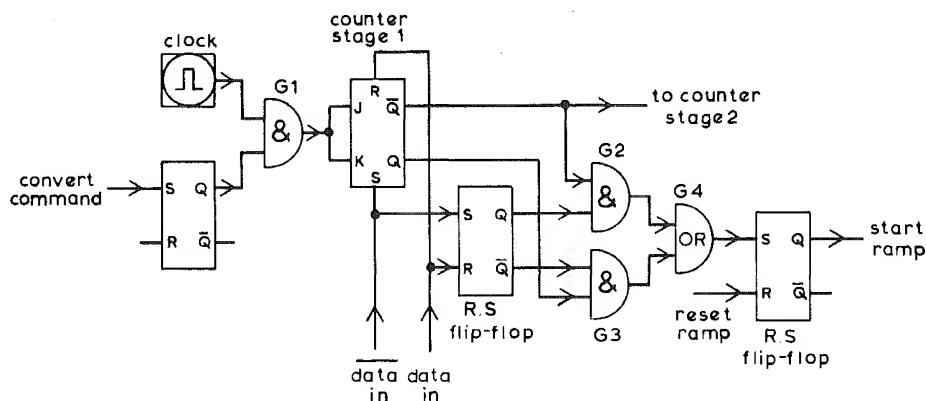 counter
stage 1
clock
G1
&
R
J
Q̄
K
Q
S
to counter
stage 2
convert
command
S
Q
R
Q̄
G2
&
G4
OR
S
Q
R
Q̄
R.S
flip-flop
&
G3
S
Q
R
Q̄
start
ramp
reset
ramp
R.S
flip-flop
data
in
data
in